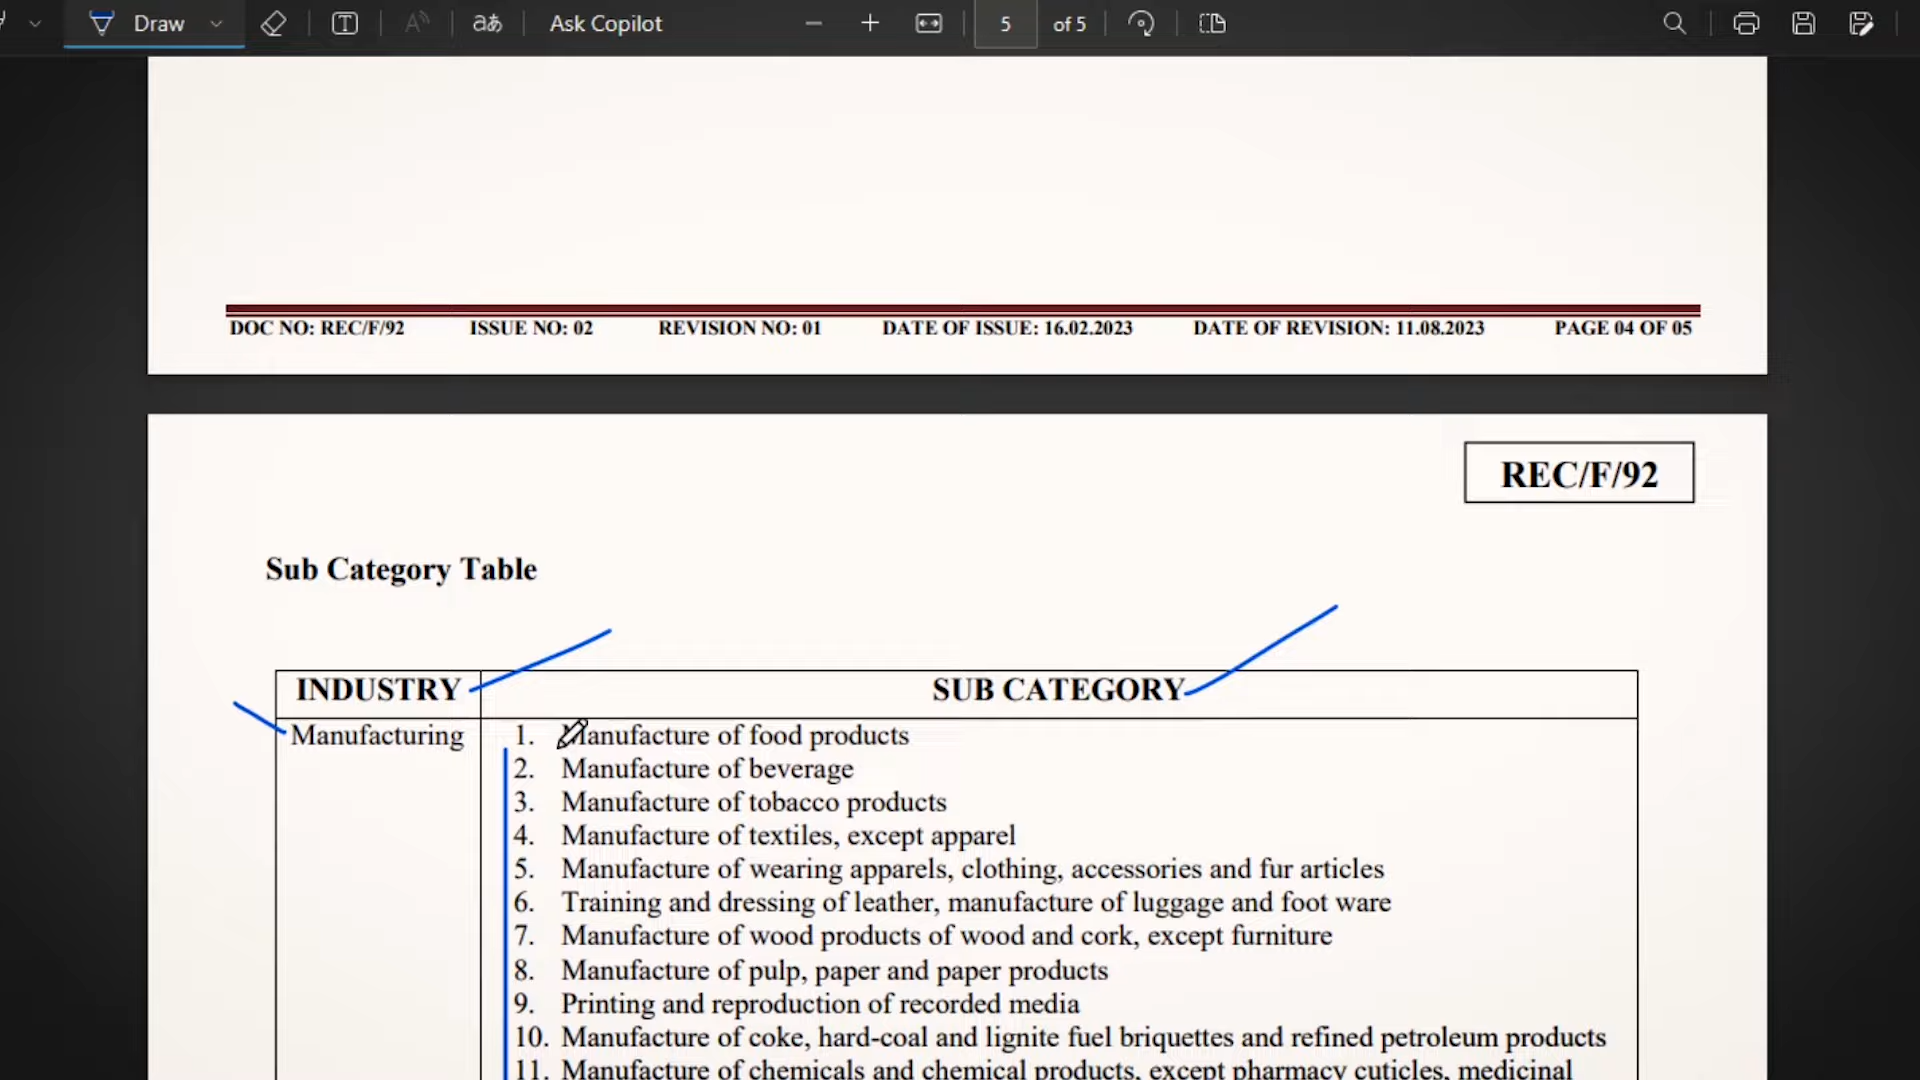 Draw
aあ
Ask Copilot
5 of 5
DOC NO: REC/F/92 ISSUE NO: 02 REVISION NO: 01 DATE OF ISSUE: 16.02.2023 DATE OF REVISION: 11.08.2023 PAGE 04 OF 05
REC/F/92
Sub Category Table
INDUSTRY SUB CATEGORY
Manufacturing 1. Manufacture of food products
2. Manufacture of beverage
3. Manufacture of tobacco products
4. Manufacture of textiles, except apparel
5. Manufacture of wearing apparels, clothing, accessories and fur articles
6. Training and dressing of leather, manufacture of luggage and foot ware
7. Manufacture of wood products of wood and cork, except furniture
8. Manufacture of pulp, paper and paper products
9. Printing and reproduction of recorded media
10. Manufacture of coke, hard-coal and lignite fuel briquettes and refined petroleum products
11. Manufacture of chemicals and chemical products, except pharmacy cuticles, medicinal